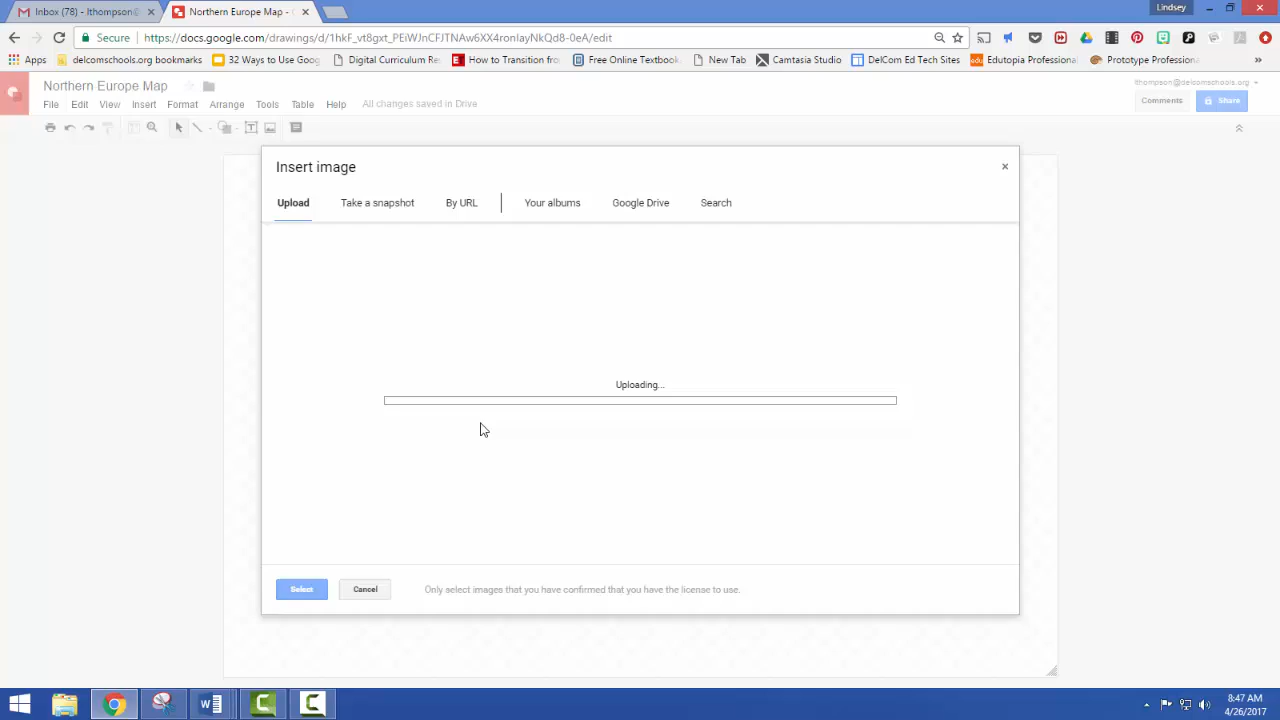 Inbox (78) - lthompson@
Northern Europe Map -
Lindsey
Secure
https://docs.google.com/drawings/d/1hkF_vt8gxt_PEiWJnCFJTNAw6XX4ronIayNkQd8-0eA/edit
Apps
delcomschools.org bookmarks
32 Ways to Use Goog
Digital Curriculum Re
How to Transition fro
Free Online Textbook
New Tab
Camtasia Studio
DelCom Ed Tech Sites
Edutopia Professional
Prototype Professiona
Northern Europe Map
lthompson@delcomschools.org
File Edit View Insert Format Arrange Tools Table Help All changes saved in Drive
Comments
Share
Insert image
Upload Take a snapshot By URL Your albums Google Drive Search
Uploading...
Select
Cancel
Only select images that you have confirmed that you have the license to use.
8:47 AM
4/26/2017